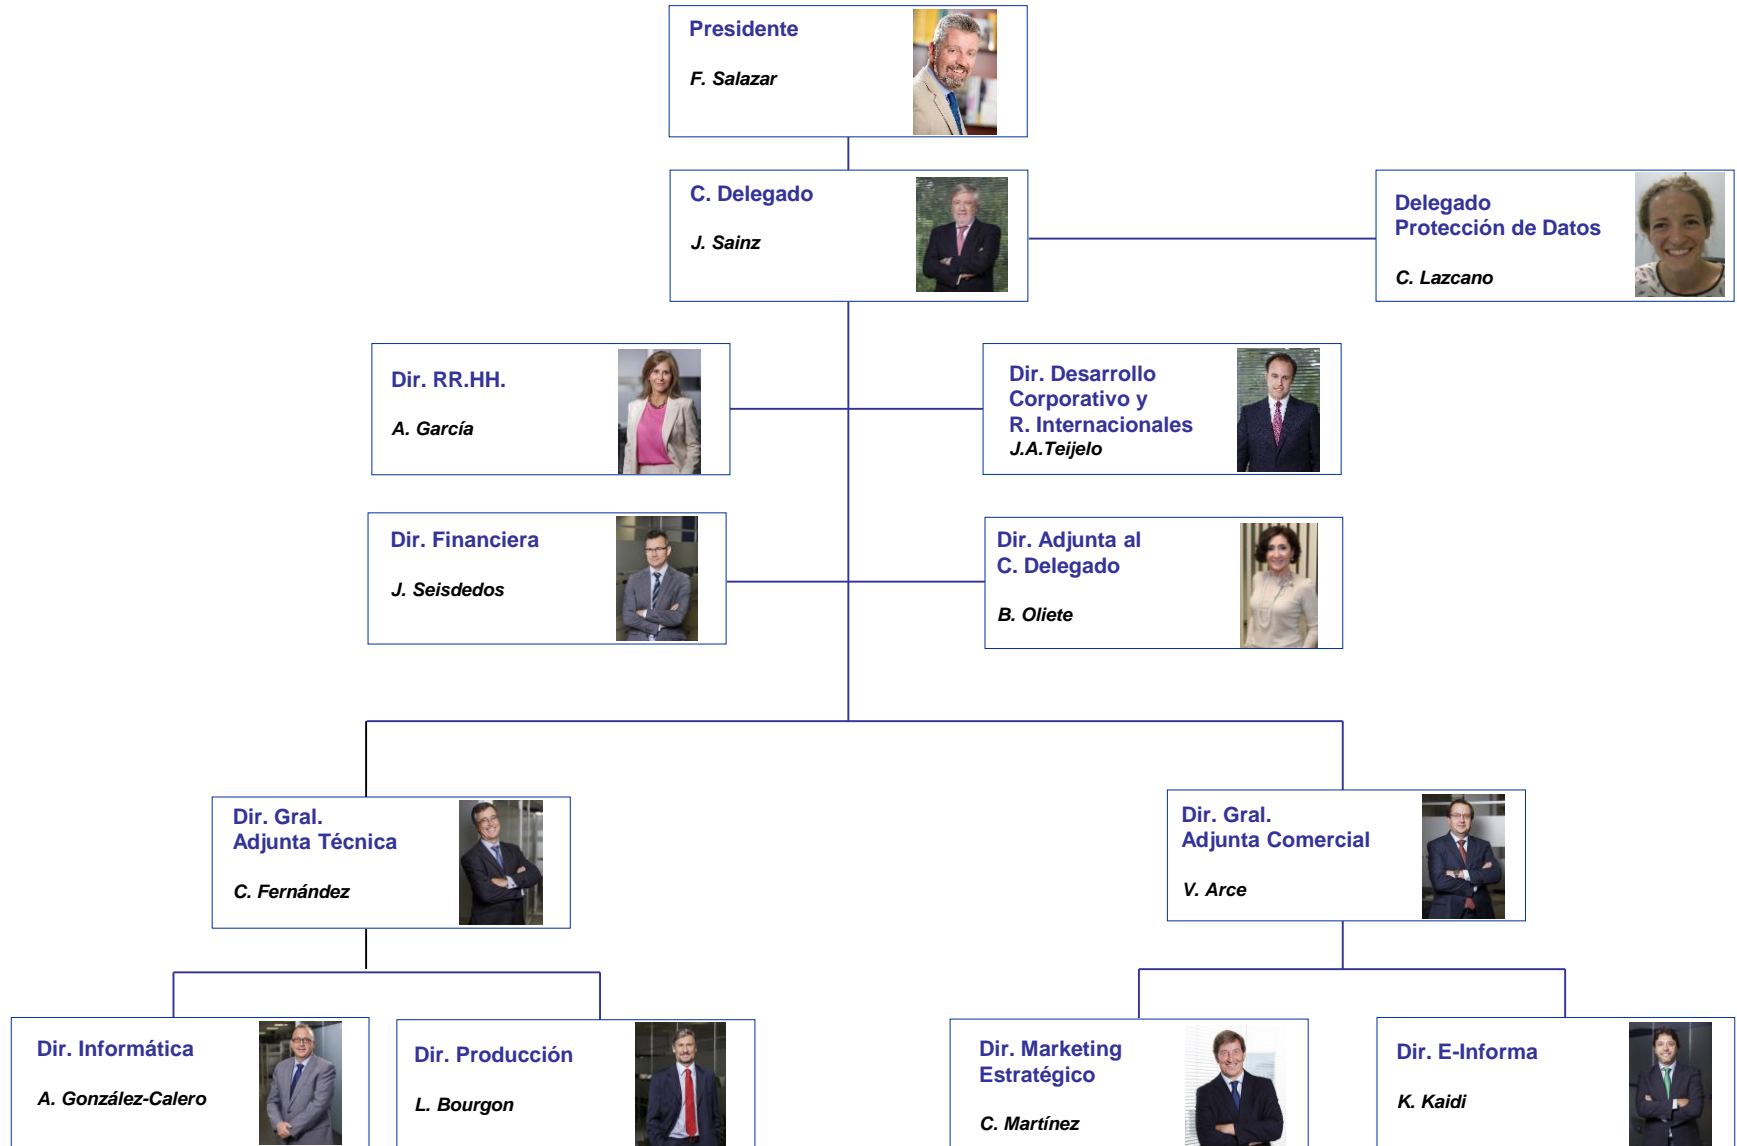 Presidente
F. Salazar
C. Delegado
J. Sainz
Delegado
Protección de Datos
C. Lazcano
Dir. RR.HH.
A. García
Dir. Desarrollo
Corporativo y
R. Internacionales
J.A.Teijelo
Dir. Financiera
J. Seisdedos
Dir. Adjunta al
C. Delegado
B. Oliete
Dir. Gral.
Adjunta Técnica
C. Fernández
Dir. Gral.
Adjunta Comercial
V. Arce
Dir. Informática
A. González-Calero
Dir. Producción
L. Bourgon
Dir. Marketing
Estratégico
C. Martínez
Dir. E-Informa
K. Kaidi